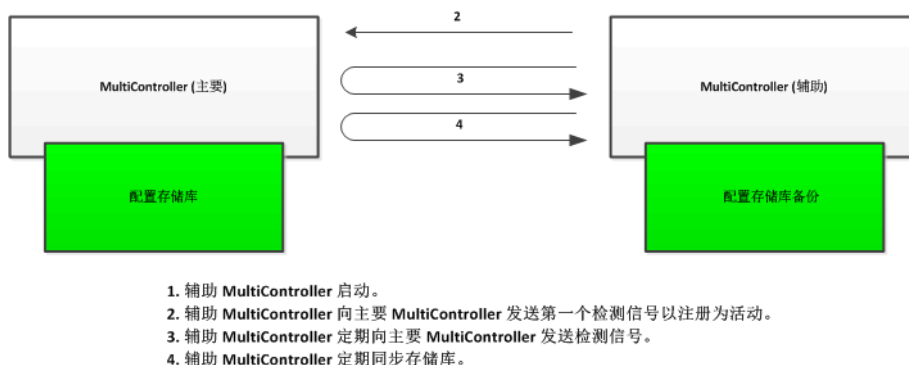 2
MultiController (主要)
3
MultiController (辅助)
4
配置存储库
配置存储库备份
1. 辅助 MultiController 启动。
2. 辅助 MultiController 向主要 MultiController 发送第一个检测信号以注册为活动。
3. 辅助 MultiController 定期向主要 MultiController 发送检测信号。
4. 辅助 MultiController 定期同步存储库。